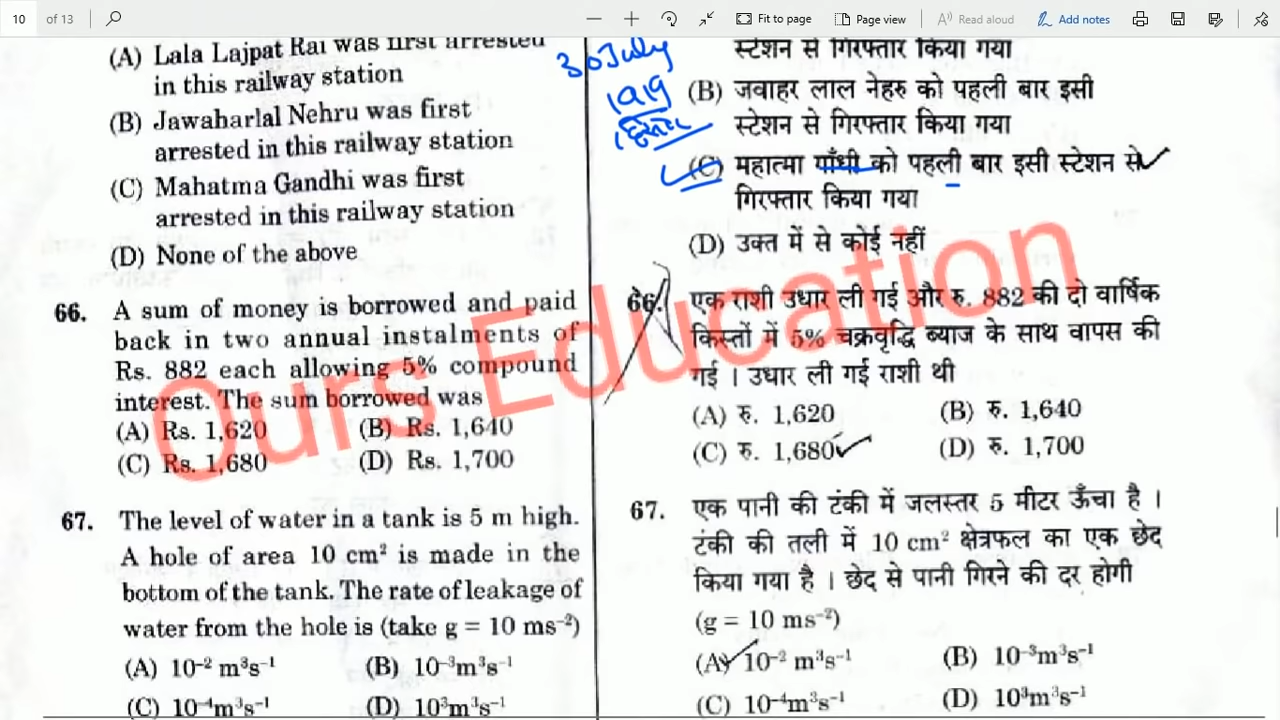 10 of 13
Fit to page
Page view
Read aloud
Add notes
(A) Lala Lajpat Rai was first arrested
in this railway station
(B) Jawaharlal Nehru was first
arrested in this railway station
(C) Mahatma Gandhi was first
arrested in this railway station
(D) None of the above
66. A sum of money is borrowed and paid
back in two annual instalments of
Rs. 882 each allowing 5% compound
interest. The sum borrowed was
(A) Rs. 1,620 (B) Rs. 1,640
(C) Rs. 1,680 (D) Rs. 1,700
67. The level of water in a tank is 5 m high.
A hole of area 10 cm² is made in the
bottom of the tank. The rate of leakage of
water from the hole is (take g = 10 ms⁻²)
(A) 10⁻² m³s⁻¹ (B) 10⁻³m³s⁻¹
(C) 10⁻⁴m³s⁻¹ (D) 10³m³s⁻¹
30 July
1919
स्टेशन से गिरफ्तार किया गया
(B) जवाहर लाल नेहरु को पहली बार इसी
स्टेशन से गिरफ्तार किया गया
(C) महात्मा गाँधी को पहली बार इसी स्टेशन से
गिरफ्तार किया गया
(D) उक्त में से कोई नहीं
66. एक राशी उधार ली गई और रु. 882 की दो वार्षिक
किस्तों में 5% चक्रवृद्धि ब्याज के साथ वापस की
गई । उधार ली गई राशी थी
(A) रु. 1,620 (B) रु. 1,640
(C) रु. 1,680 (D) रु. 1,700
67. एक पानी की टंकी में जलस्तर 5 मीटर ऊँचा है ।
टंकी की तली में 10 cm² क्षेत्रफल का एक छेद
किया गया है । छेद से पानी गिरने की दर होगी
(g = 10 ms⁻²)
(A) 10⁻² m³s⁻¹ (B) 10⁻³m³s⁻¹
(C) 10⁻⁴m³s⁻¹ (D) 10³m³s⁻¹
Ours Education